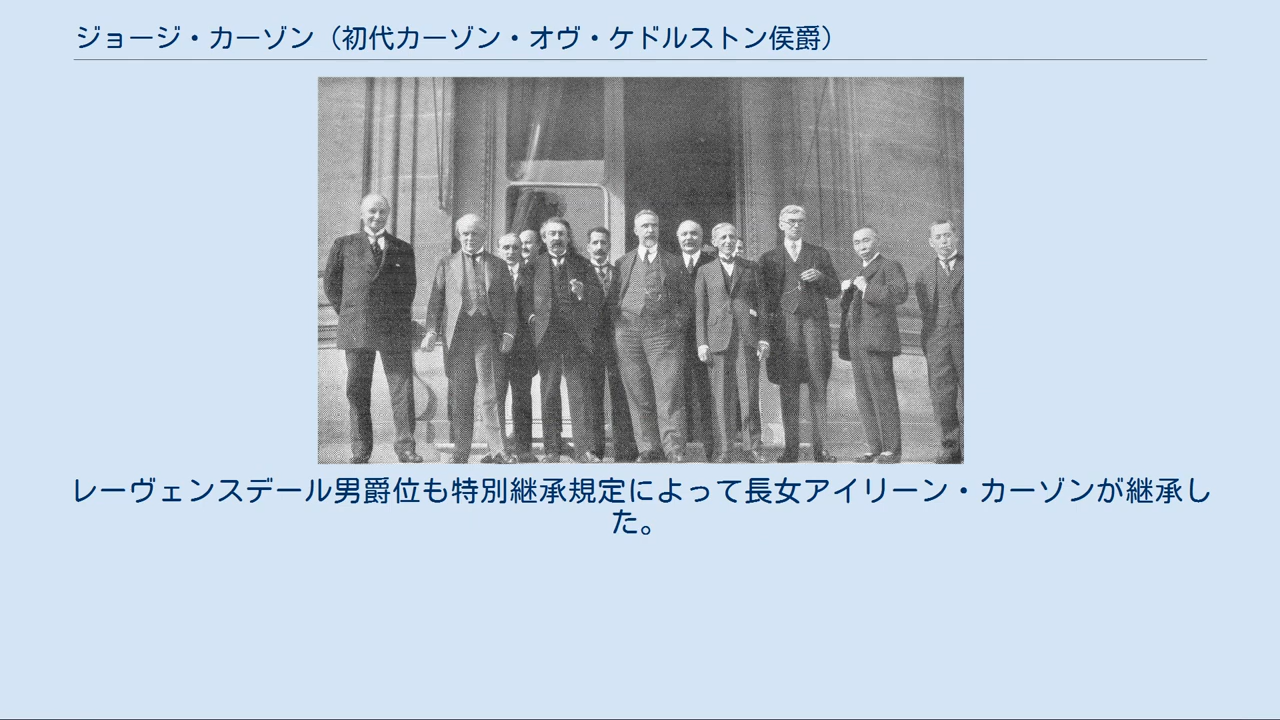 ジョージ・カーゾン（初代カーゾン・オヴ・ケドルストン侯爵）
レーヴェンスデール男爵位も特別継承規定によって長女アイリーン・カーゾンが継承し
た。